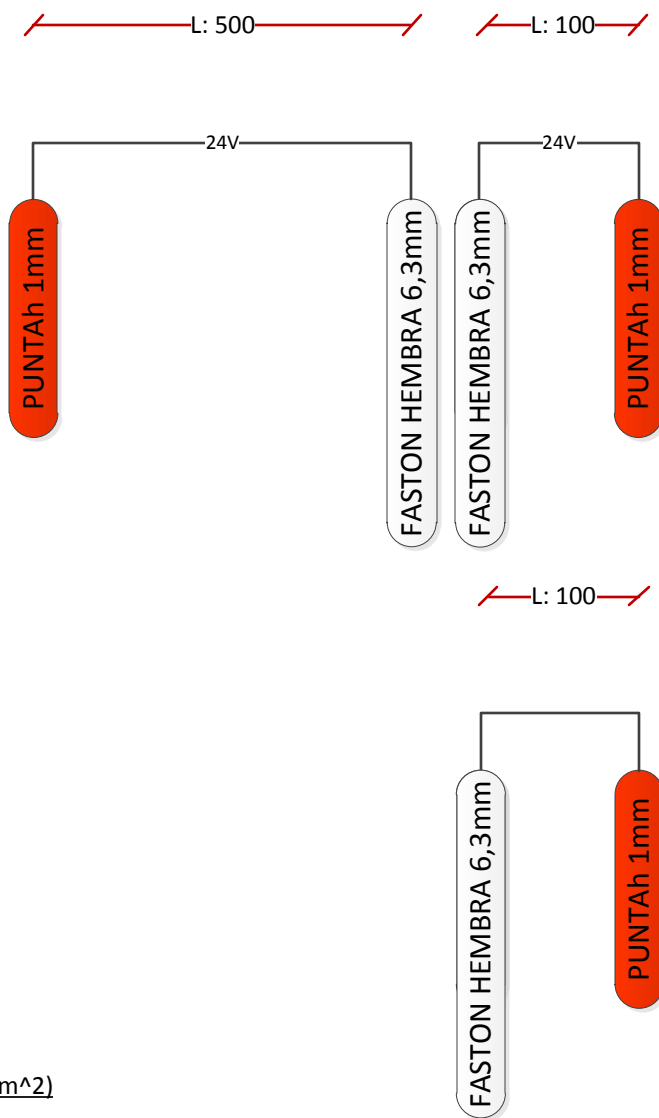 L: 500
L: 100
24V
24V
PUNTAh 1mm
FASTON HEMBRA 6,3mm
FASTON HEMBRA 6,3mm
PUNTAh 1mm
L: 100
FASTON HEMBRA 6,3mm
PUNTAh 1mm
m^2)